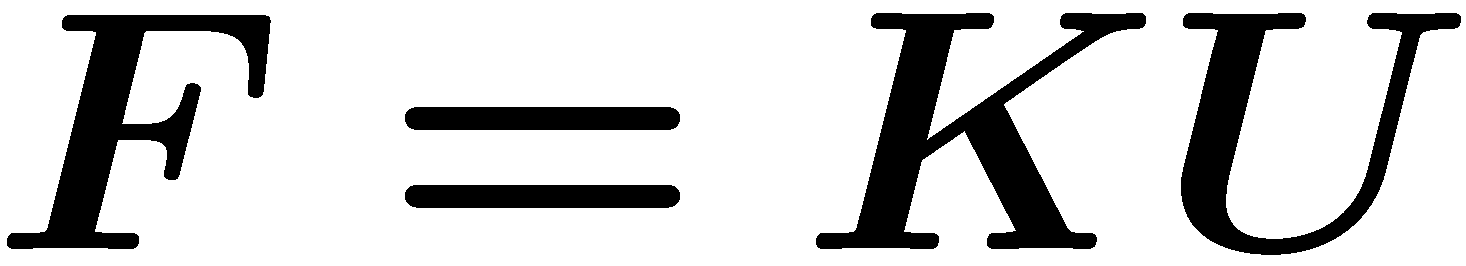 F = KU